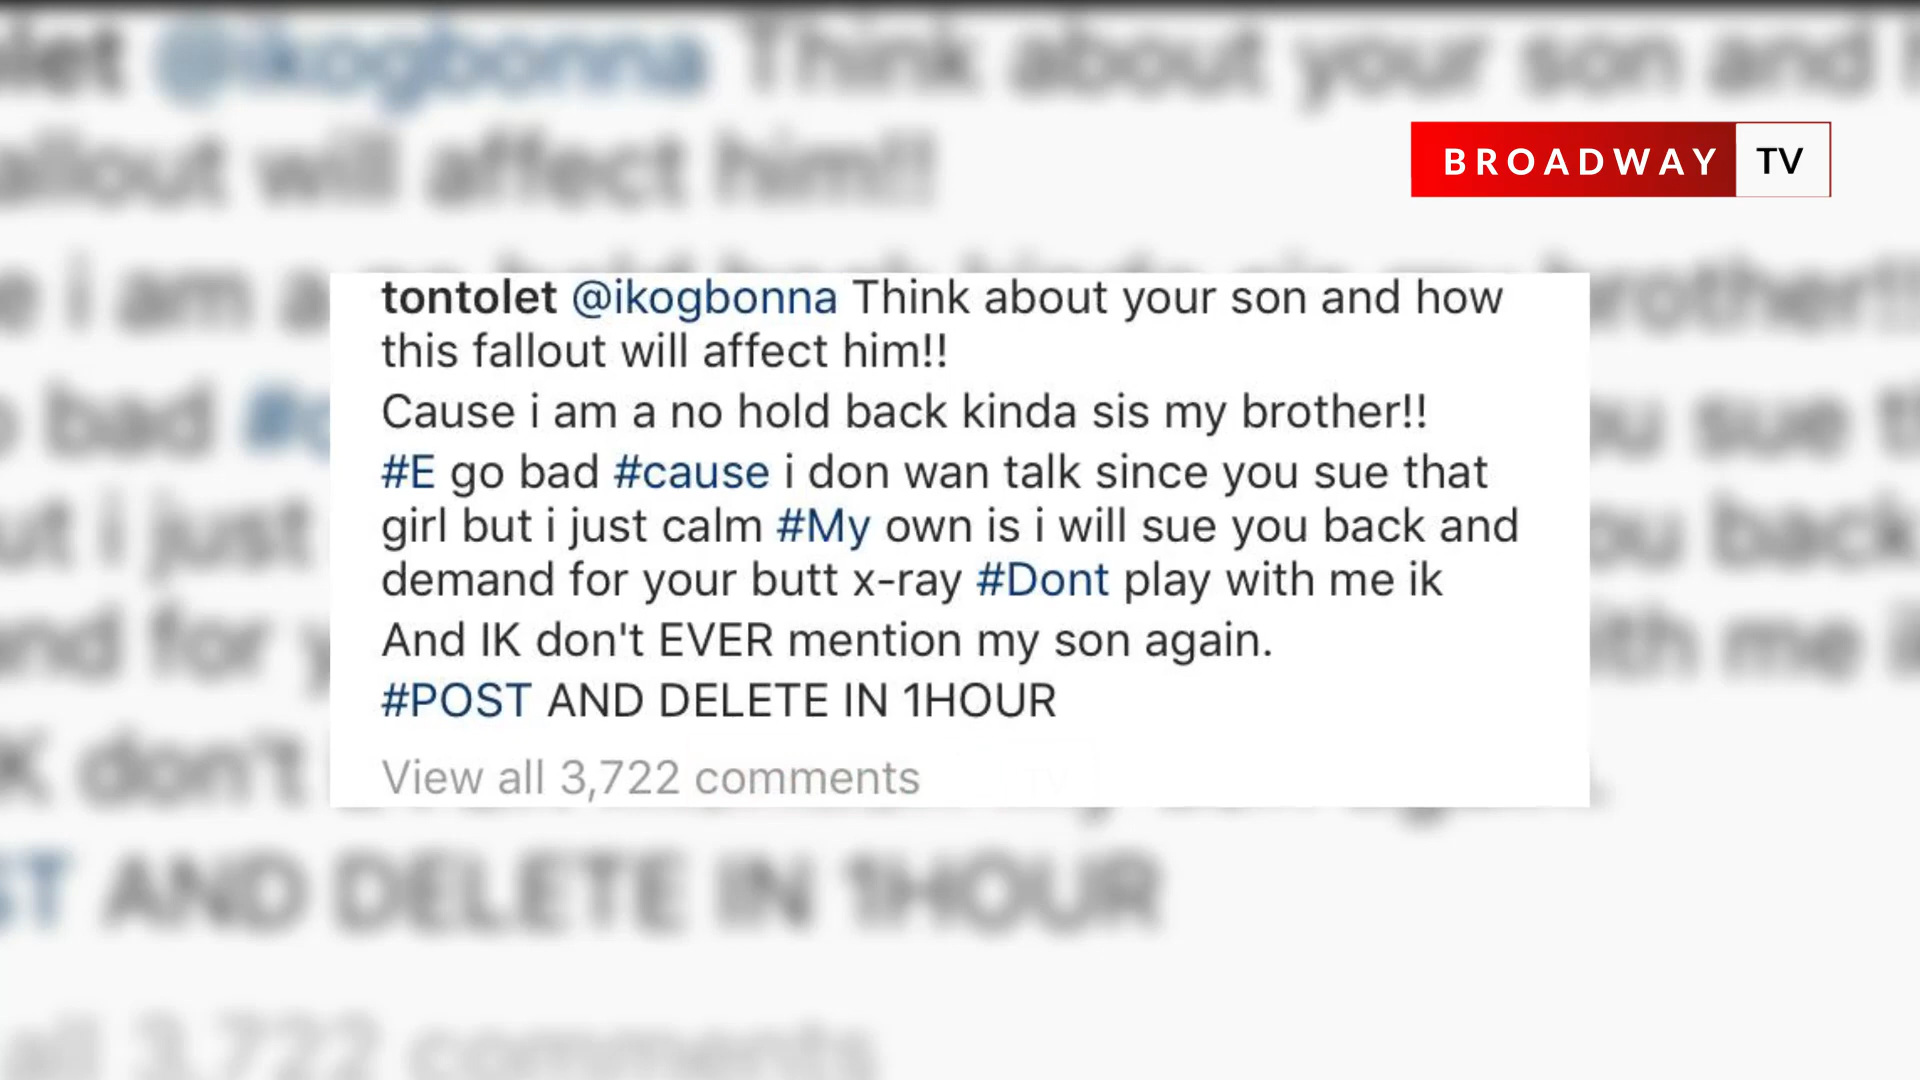 BROADWAY TV
tontolet @ikogbonna Think about your son and how
this fallout will affect him!!
Cause i am a no hold back kinda sis my brother!!
#E go bad #cause i don wan talk since you sue that
girl but i just calm #My own is i will sue you back and
demand for your butt x-ray #Dont play with me ik
And IK don't EVER mention my son again.
#POST AND DELETE IN 1HOUR
View all 3,722 comments